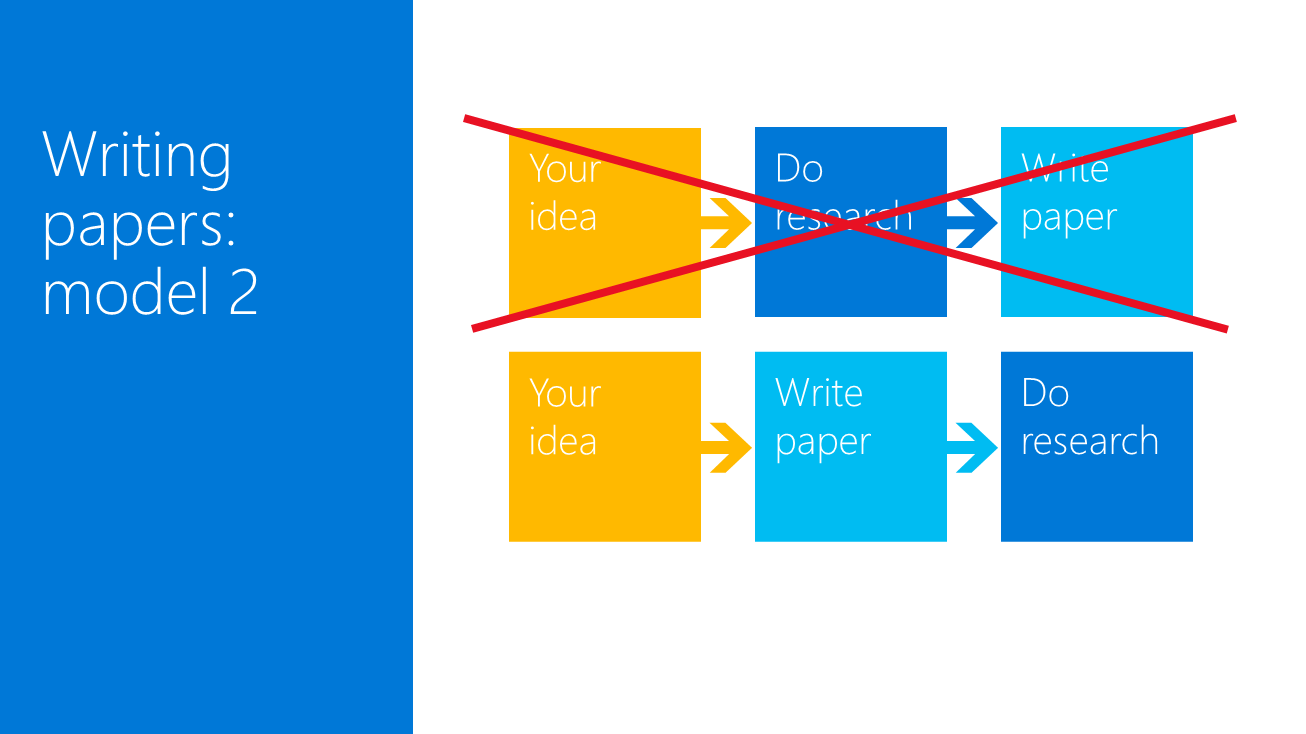 Writing
papers:
model 2
Your
idea
Do
research
Write
paper
Your
idea
Write
paper
Do
research